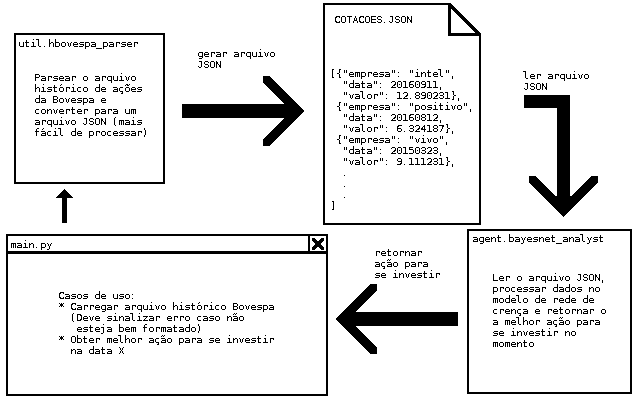 util.hbovespa_parser
Parsear o arquivo
histórico de ações
da Bovespa e
converter para um
arquivo JSON (mais
fácil de processar)
gerar arquivo
JSON
COTACOES.JSON
[{"empresa": "intel",
"data": 20160911,
"valor": 12.890231},
{"empresa": "positivo",
"data": 20160812,
"valor": 6.324187},
{"empresa": "vivo",
"data": 20150323,
"valor": 9.111231},
.
.
.
]
ler arquivo
JSON
agent.bayesnet_analyst
Ler o arquivo JSON,
processar dados no
modelo de rede de
crença e retornar o
a melhor ação para
se investir no
momento
retornar
ação para
se investir
main.py
Casos de uso:
* Carregar arquivo histórico Bovespa
(Deve sinalizar erro caso não
esteja bem formatado)
* Obter melhor ação para se investir
na data X